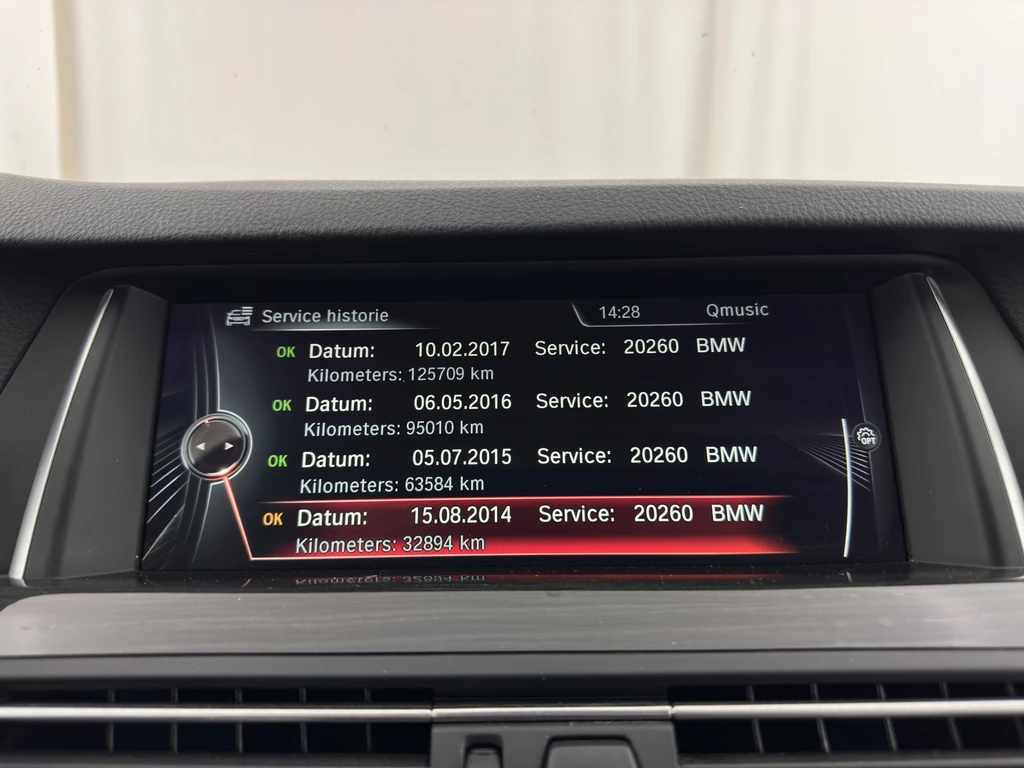 Service historie 14:28 Qmusic
OK Datum: 10.02.2017 Service: 20260 BMW
Kilometers: 125709 km
OK Datum: 06.05.2016 Service: 20260 BMW
Kilometers: 95010 km
OPT
OK Datum: 05.07.2015 Service: 20260 BMW
Kilometers: 63584 km
OK Datum: 15.08.2014 Service: 20260 BMW
Kilometers: 32894 km